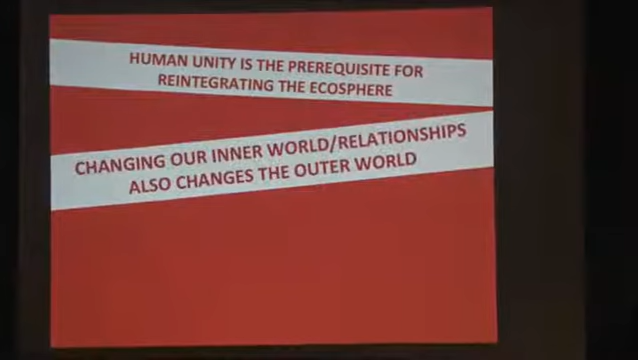 HUMAN UNITY IS THE PREREQUISITE FOR
REINTEGRATING THE ECOSPHERE
CHANGING OUR INNER WORLD/RELATIONSHIPS
ALSO CHANGES THE OUTER WORLD